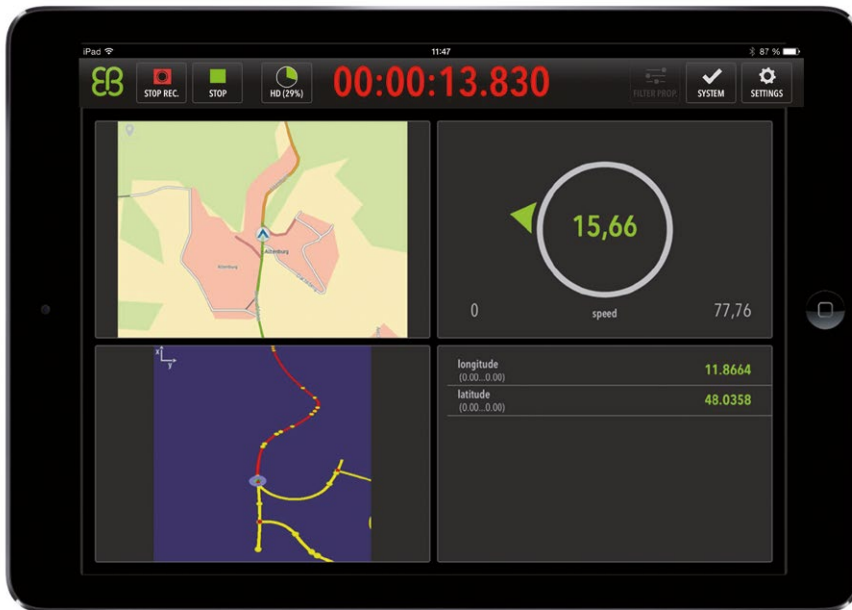 iPad 11:47 87 %
EB STOP REC. STOP HD (29%) 00:00:13.830 FILTER PROP. SYSTEM SETTINGS
Altenburg
Altenburg
15,66
0 speed 77,76
x
y
longitude 11.8664
(0.00...0.00)
latitude 48.0358
(0.00...0.00)